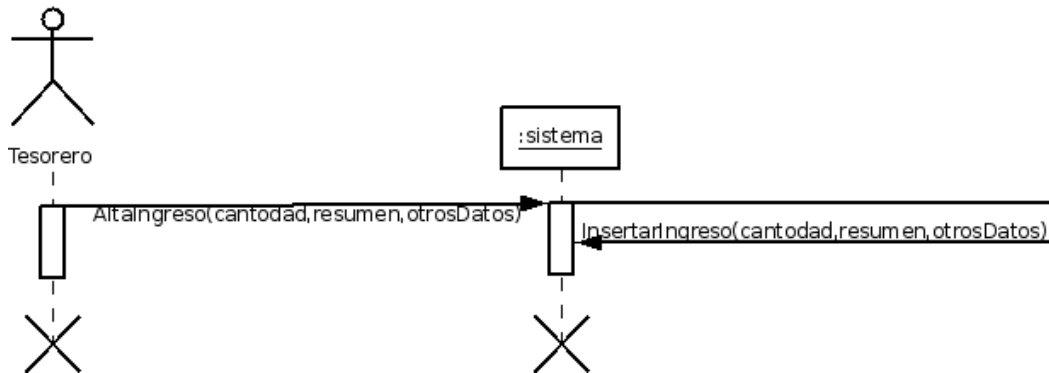 :sistema
Tesorero
AltaIngreso(cantodad,resumen,otrosDatos)
InsertarIngreso(cantodad,resumen,otrosDatos)